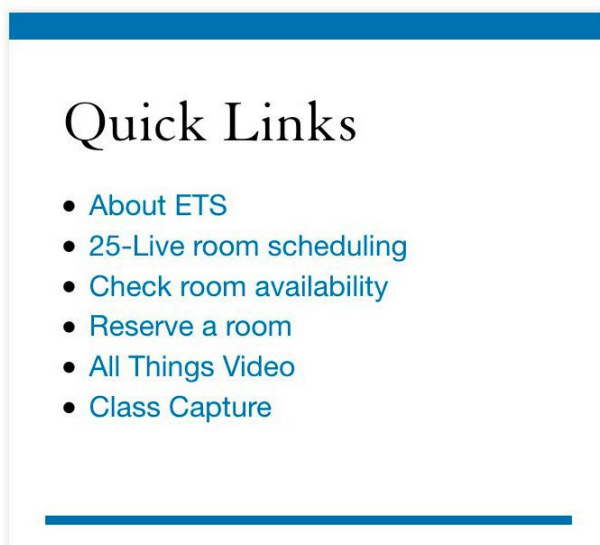 Quick Links
About ETS
25-Live room scheduling
Check room availability
Reserve a room
All Things Video
Class Capture